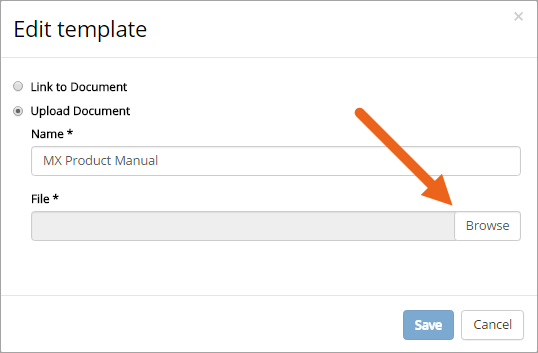 Edit template
×
Link to Document
Upload Document
Name *
MX Product Manual
File *
Browse
Save Cancel